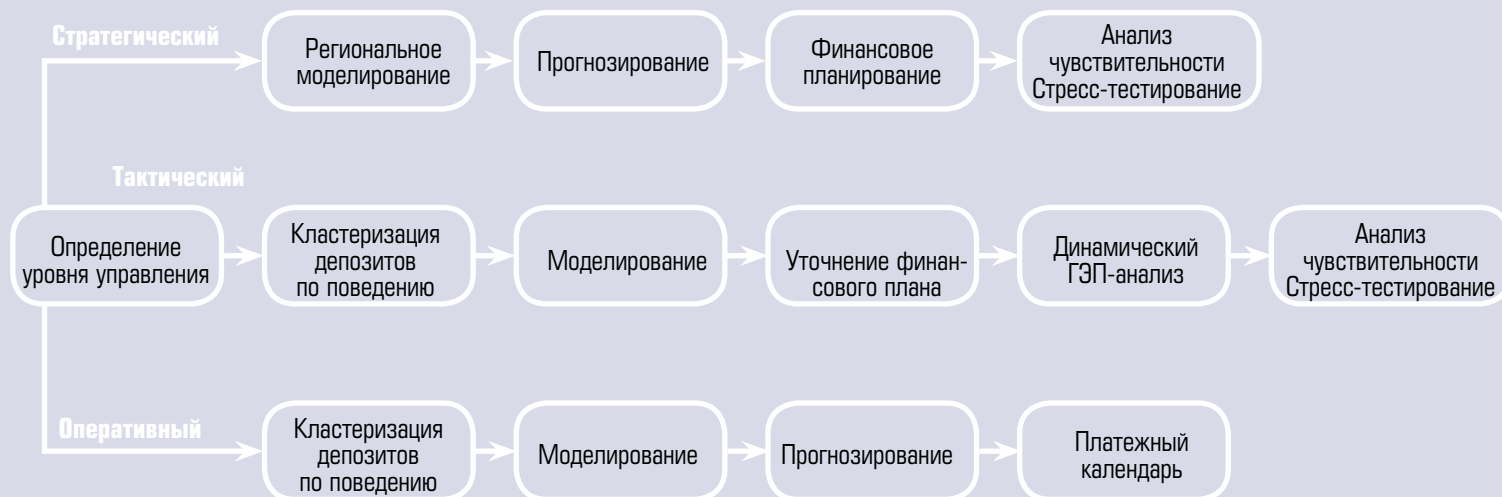 Стратегический
Региональное
моделирование
Прогнозирование
Финансовое
планирование
Анализ
чувствительности
Стресс-тестирование
Тактический
Определение
уровня управления
Кластеризация
депозитов
по поведению
Моделирование
Уточнение финан-
сового плана
Динамический
ГЭП-анализ
Анализ
чувствительности
Стресс-тестирование
Оперативный
Кластеризация
депозитов
по поведению
Моделирование
Прогнозирование
Платежный
календарь